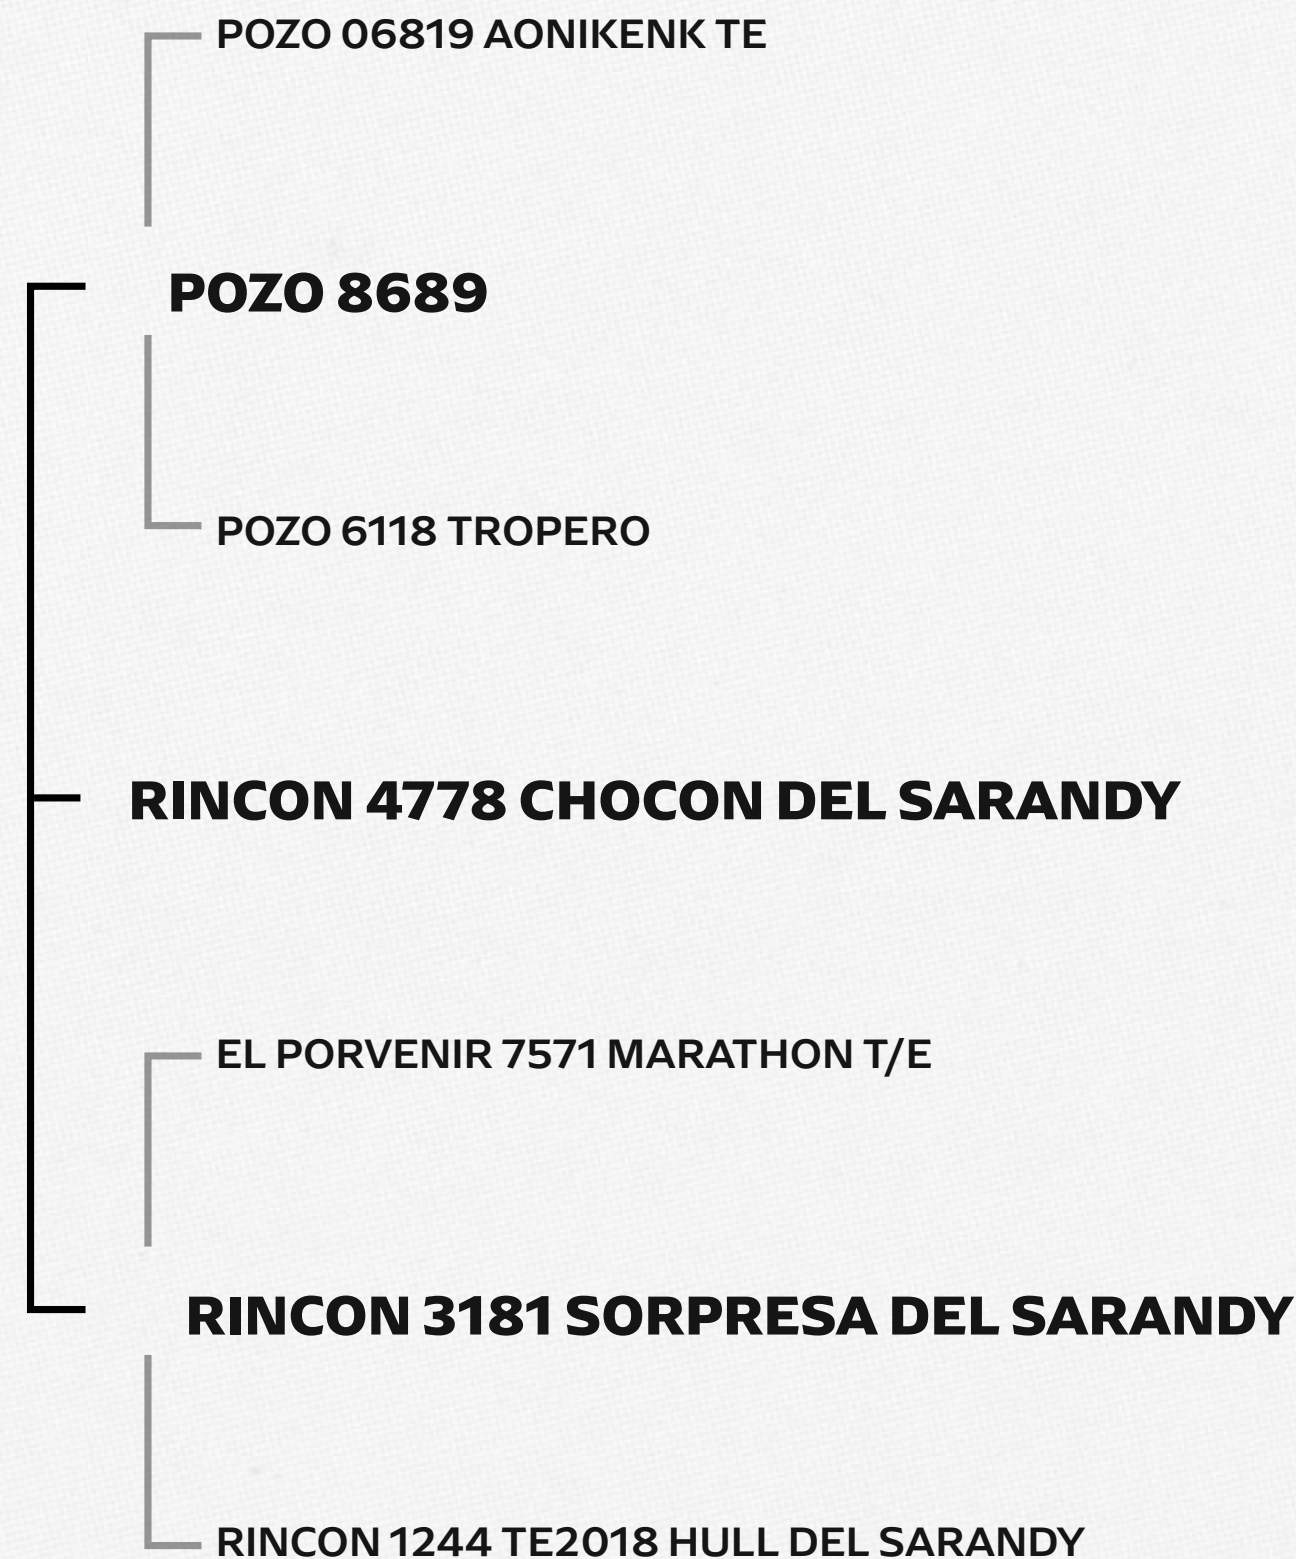 POZO 06819 AONIKENK TE
POZO 8689
POZO 6118 TROPERO
RINCON 4778 CHOCON DEL SARANDY
EL PORVENIR 7571 MARATHON T/E
RINCON 3181 SORPRESA DEL SARANDY
RINCON 1244 TE2018 HULL DEL SARANDY